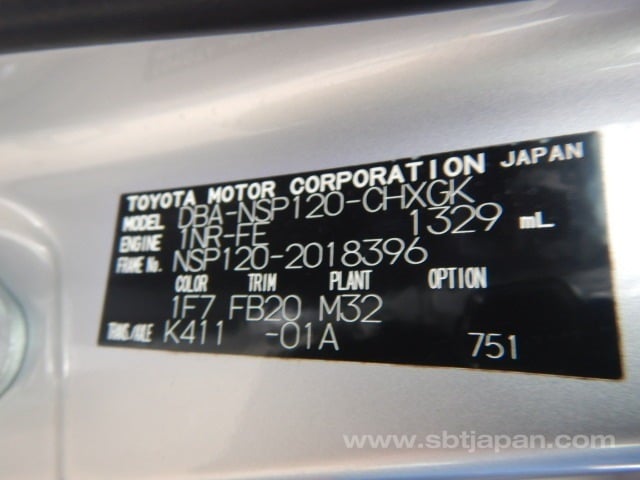 TOYOTA MOTOR CORPORATION JAPAN
MODEL DBA-NSP120-CHXGK
ENGINE 1NR-FE 1329 mL
FRAME No. NSP120-2018396
COLOR TRIM PLANT OPTION
1F7 FB20 M32
TRANS./AXLE K411 -01A 751
www.sbtjapan.com